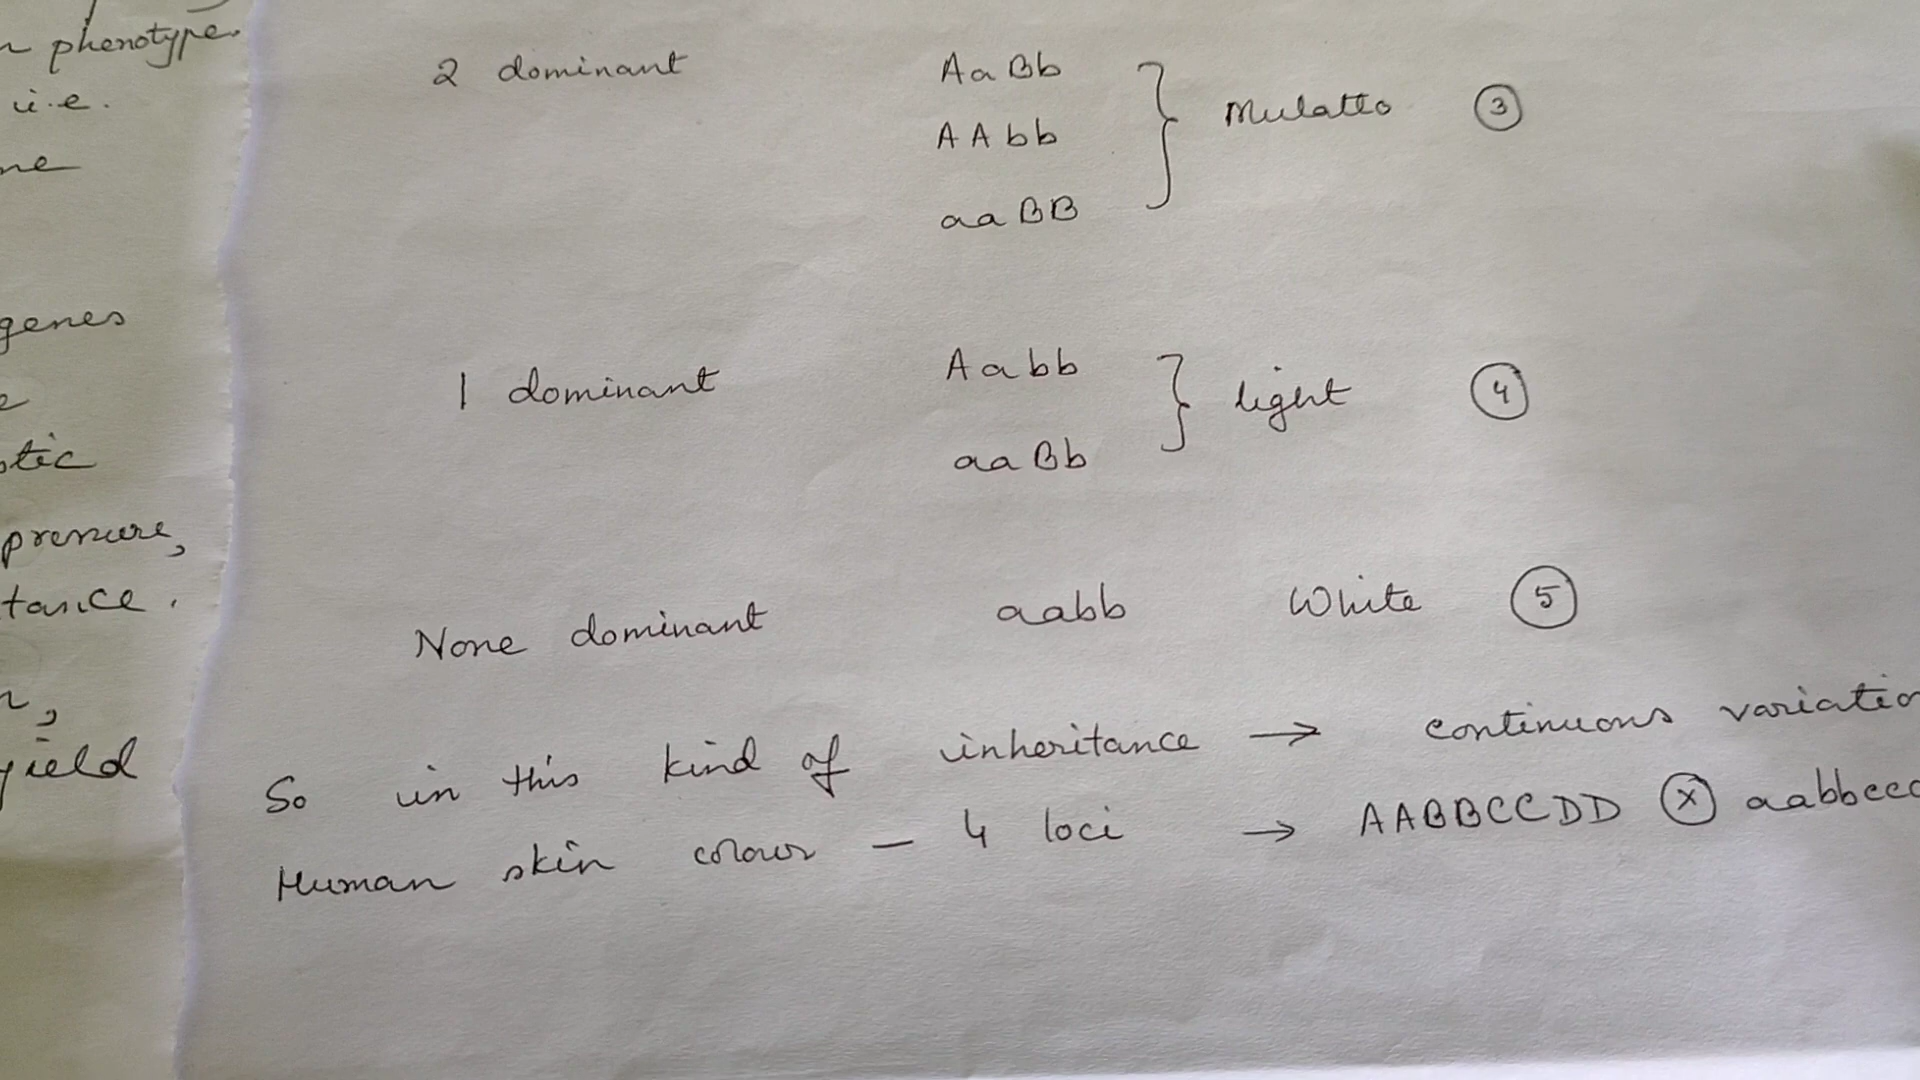 n phenotype.
i.e.
ne
genes
e
stic
pressure,
tance.
n,
yield
2 dominant AaBb
AAbb } Mulatto ③
aaBB
1 dominant Aabb } light ④
aaBb
None dominant aabb White ⑤
So in this kind of inheritance → continuous variatio
Human skin colour – 4 loci → AABBCCDD ⓧ aabbcc